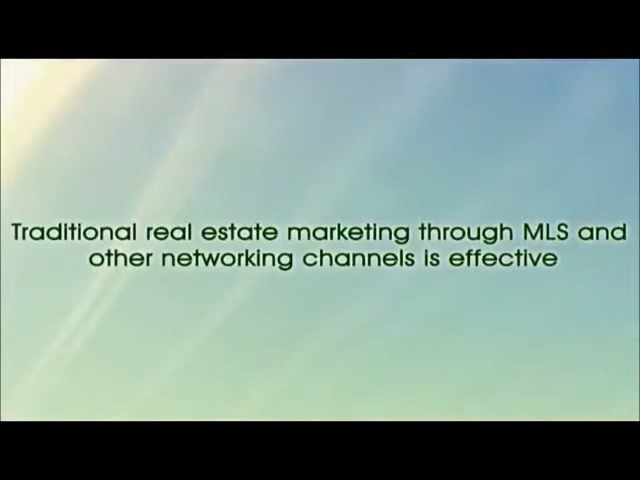 Traditional real estate marketing through MLS and
other networking channels is effective